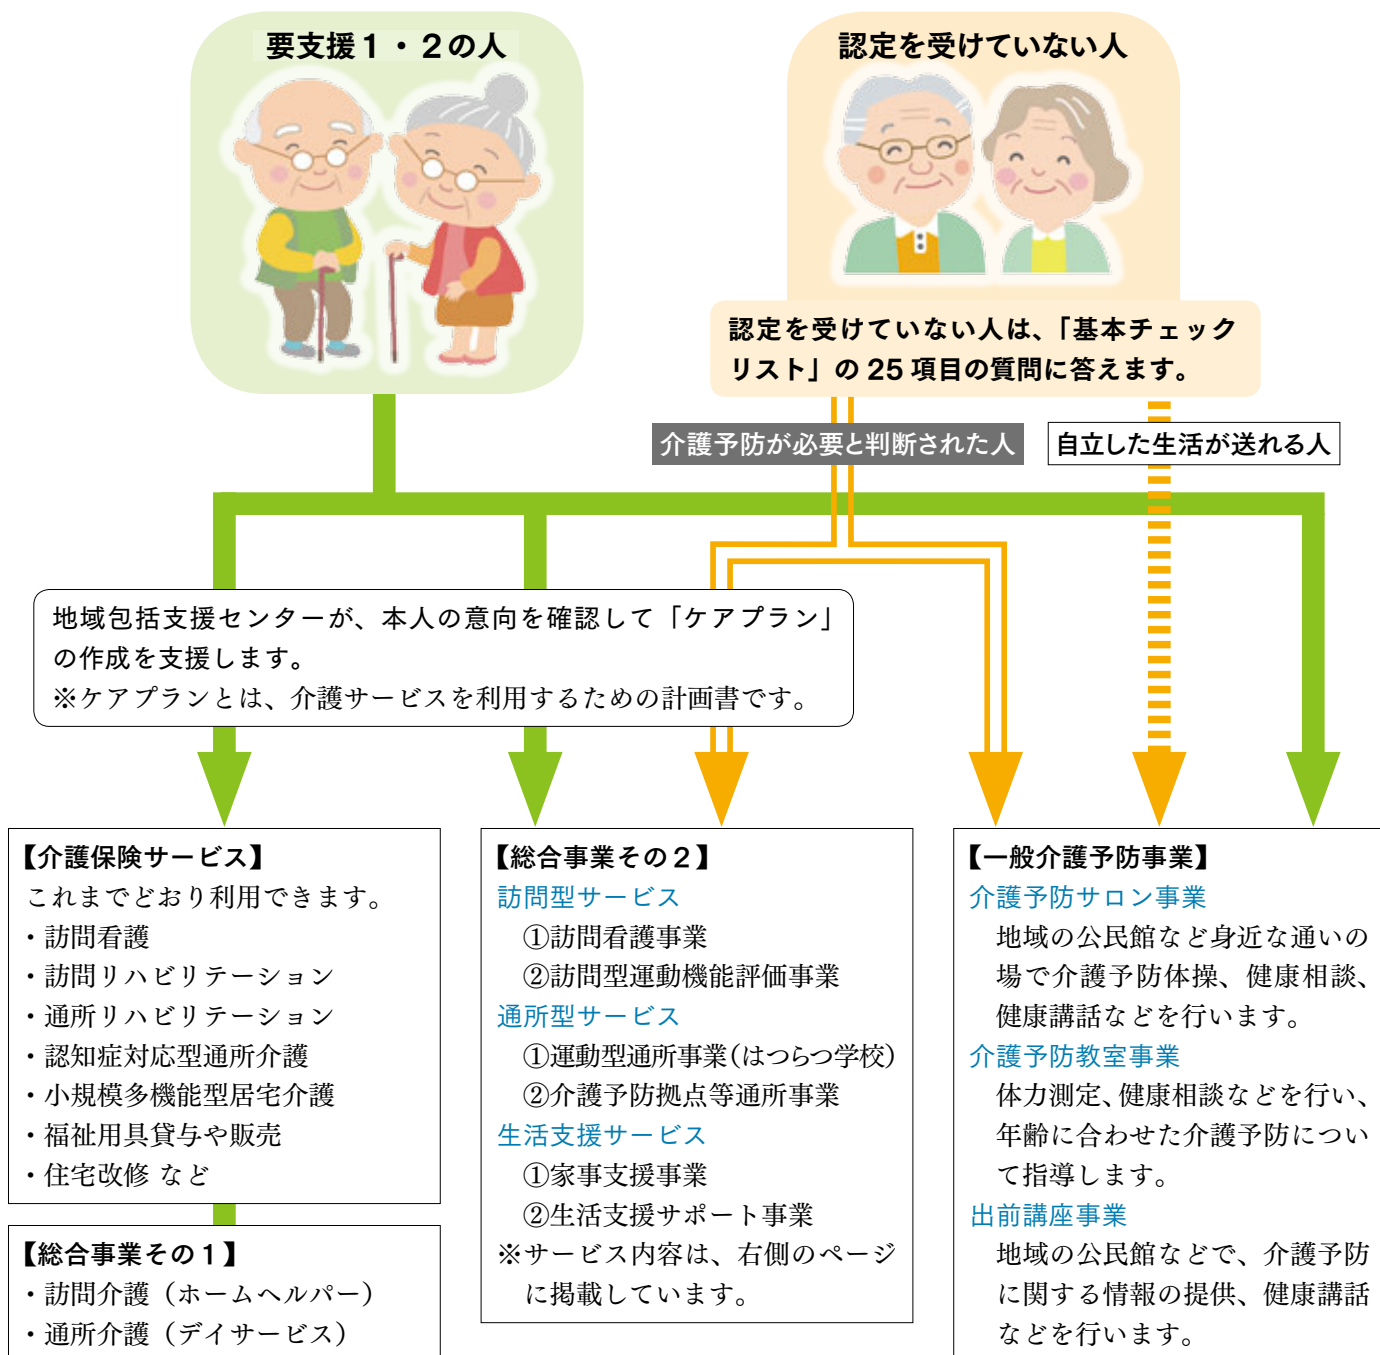 要支援１・２の人
認定を受けていない人
認定を受けていない人は、「基本チェック
リスト」の 25 項目の質問に答えます。
介護予防が必要と判断された人
自立した生活が送れる人
地域包括支援センターが、本人の意向を確認して「ケアプラン」
の作成を支援します。
※ケアプランとは、介護サービスを利用するための計画書です。
【介護保険サービス】
これまでどおり利用できます。
・訪問看護
・訪問リハビリテーション
・通所リハビリテーション
・認知症対応型通所介護
・小規模多機能型居宅介護
・福祉用具貸与や販売
・住宅改修 など
【総合事業その１】
・訪問介護（ホームヘルパー）
・通所介護（デイサービス）
【総合事業その２】
訪問型サービス
①訪問看護事業
②訪問型運動機能評価事業
通所型サービス
①運動型通所事業（はつらつ学校）
②介護予防拠点等通所事業
生活支援サービス
①家事支援事業
②生活支援サポート事業
※サービス内容は、右側のページ
に掲載しています。
【一般介護予防事業】
介護予防サロン事業
地域の公民館など身近な通いの
場で介護予防体操、健康相談、
健康講話などを行います。
介護予防教室事業
体力測定、健康相談などを行い、
年齢に合わせた介護予防につい
て指導します。
出前講座事業
地域の公民館などで、介護予防
に関する情報の提供、健康講話
などを行います。